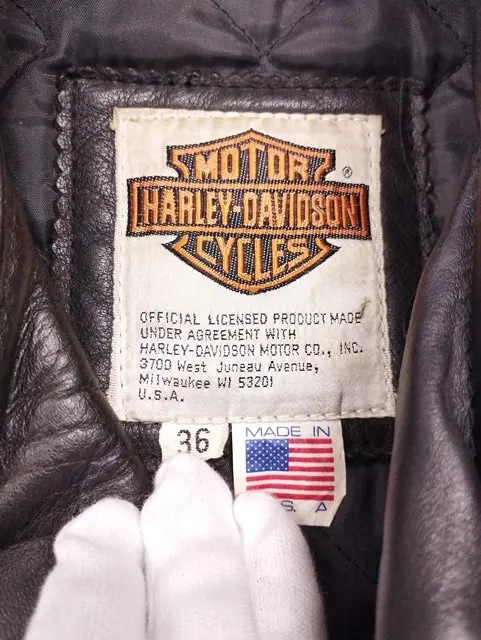 MOTOR
®
HARLEY-DAVIDSON
CYCLES
OFFICIAL LICENSED PRODUCT MADE
UNDER AGREEMENT WITH
HARLEY-DAVIDSON MOTOR CO., INC.
3700 West Juneau Avenue,
Milwaukee WI 53201
U.S.A.
36
MADE IN
S. A